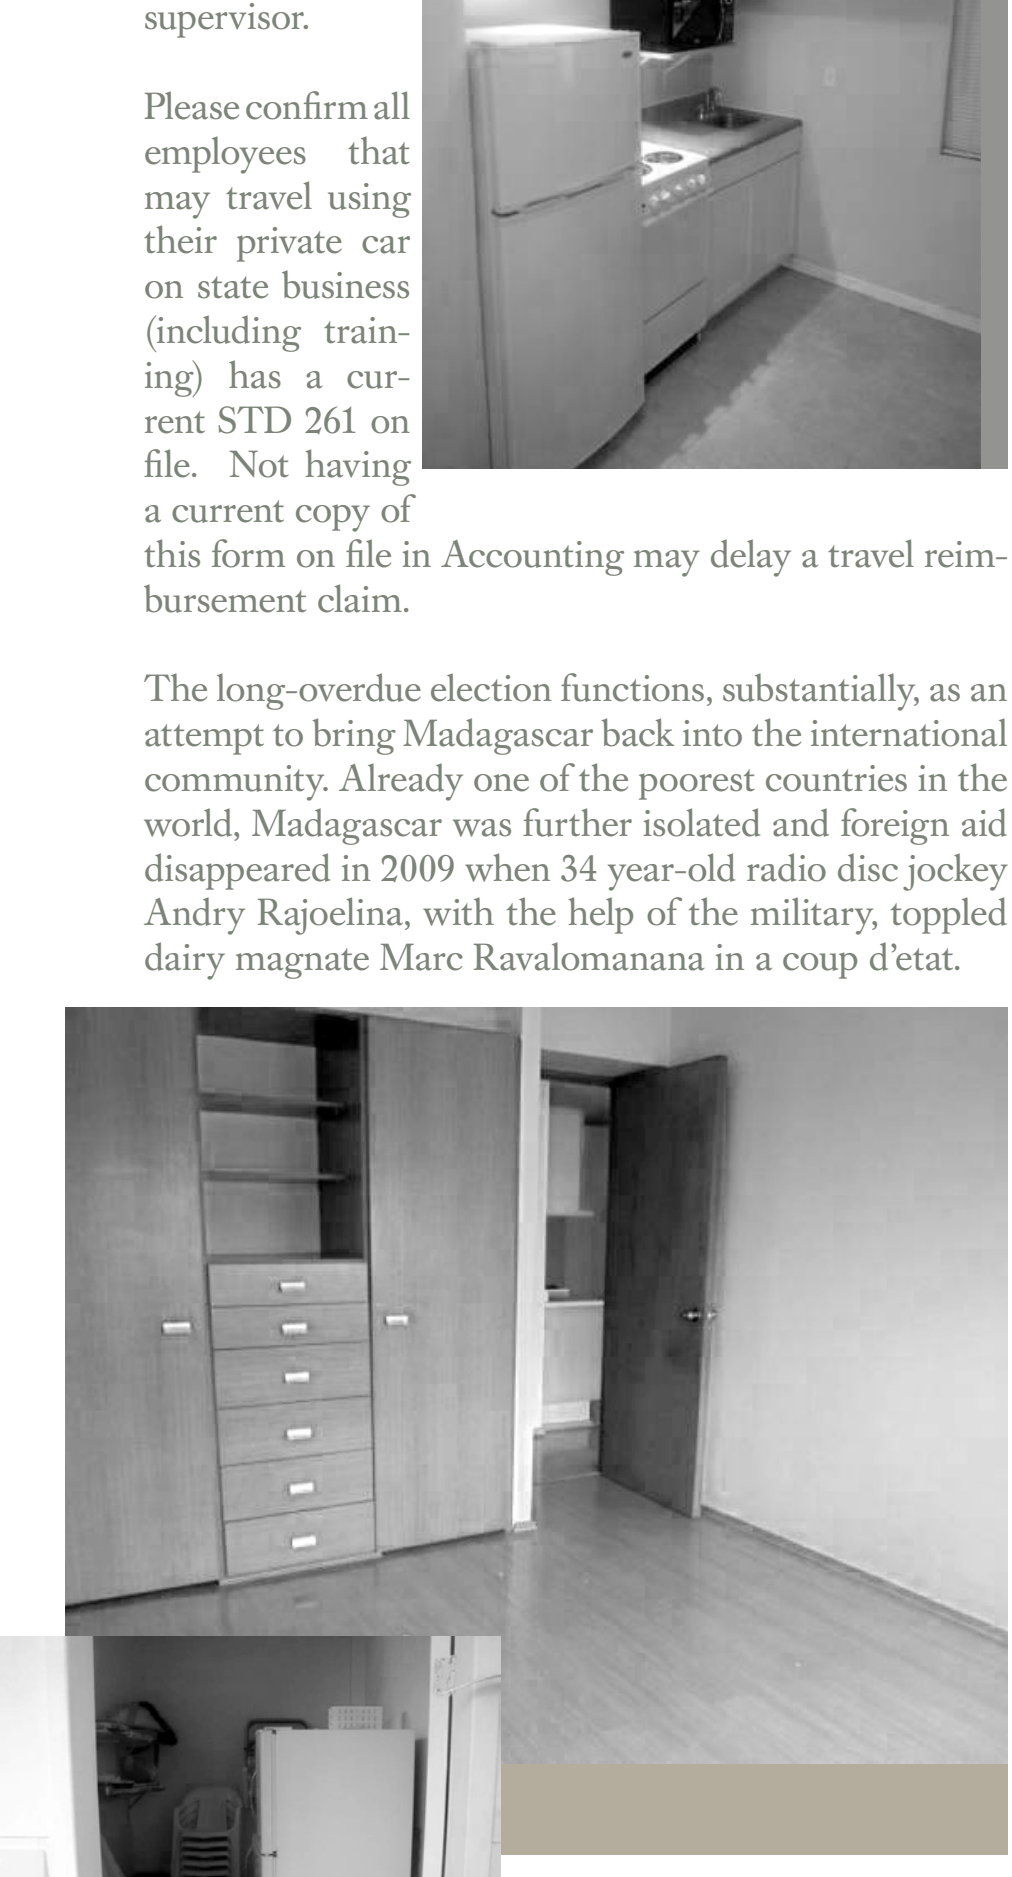 supervisor.
Please confirm all
employees that
may travel using
their private car
on state business
(including train-
ing) has a cur-
rent STD 261 on
file. Not having
a current copy of
this form on file in Accounting may delay a travel reim-
bursement claim.
The long-overdue election functions, substantially, as an
attempt to bring Madagascar back into the international
community. Already one of the poorest countries in the
world, Madagascar was further isolated and foreign aid
disappeared in 2009 when 34 year-old radio disc jockey
Andry Rajoelina, with the help of the military, toppled
dairy magnate Marc Ravalomanana in a coup d’etat.